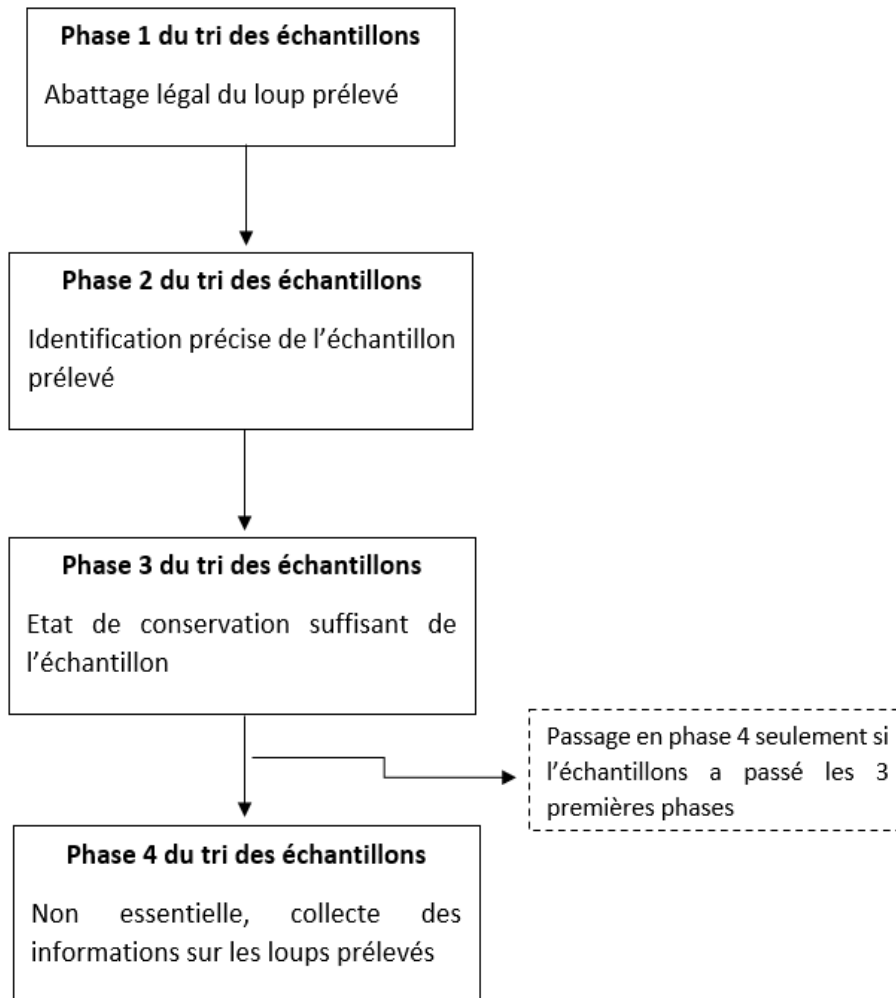 Phase 1 du tri des échantillons
Abattage légal du loup prélevé
Phase 2 du tri des échantillons
Identification précise de l'échantillon
prélevé
Phase 3 du tri des échantillons
Etat de conservation suffisant de
l'échantillon
Passage en phase 4 seulement si
l'échantillons a passé les 3
premières phases
Phase 4 du tri des échantillons
Non essentielle, collecte des
informations sur les loups prélevés